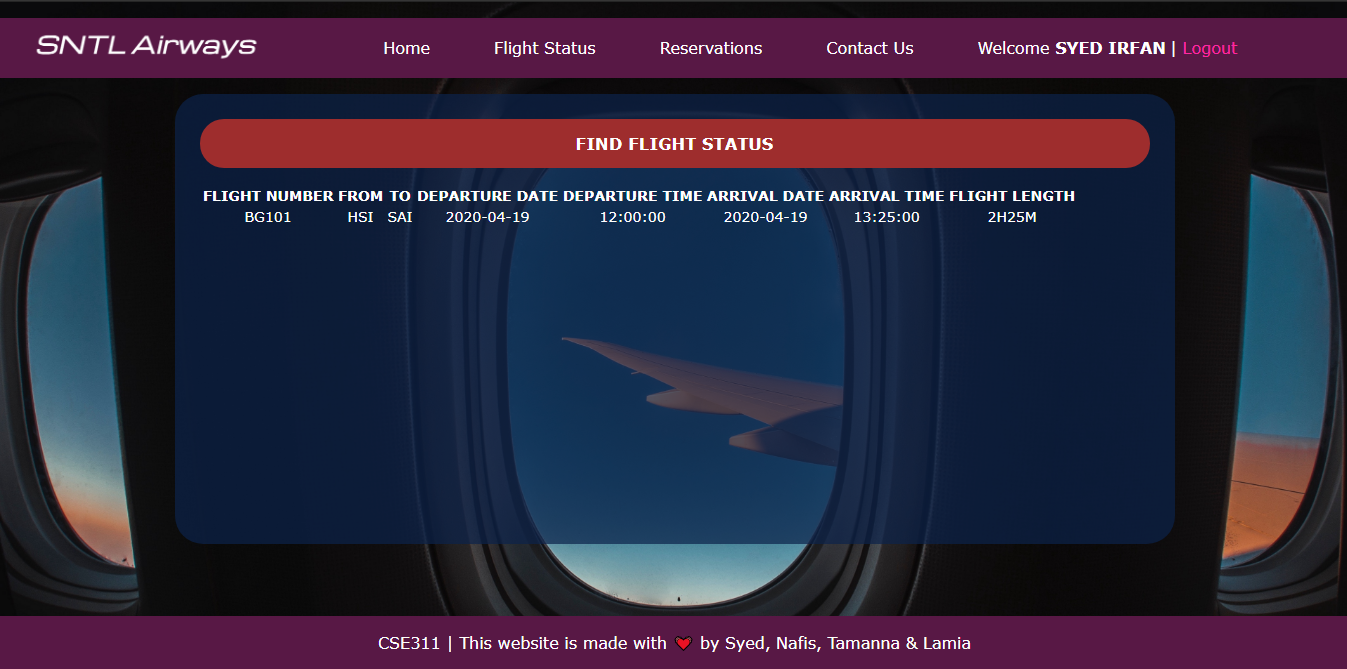 SNTL Airways Home Flight Status Reservations Contact Us Welcome SYED IRFAN | Logout
FIND FLIGHT STATUS
FLIGHT NUMBER FROM TO DEPARTURE DATE DEPARTURE TIME ARRIVAL DATE ARRIVAL TIME FLIGHT LENGTH
BG101 HSI SAI 2020-04-19 12:00:00 2020-04-19 13:25:00 2H25M
CSE311 | This website is made with ❤ by Syed, Nafis, Tamanna & Lamia